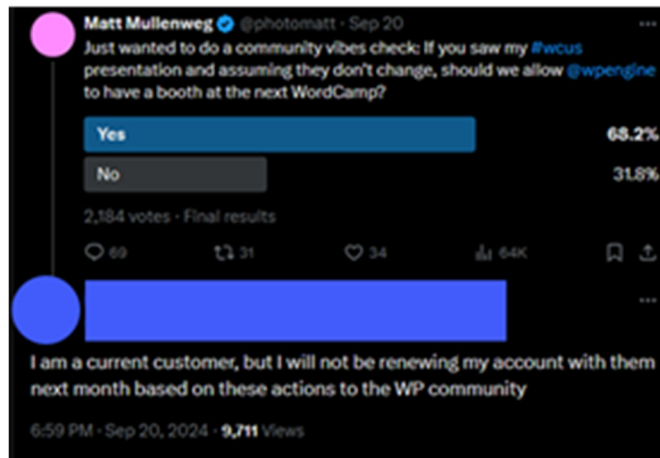 Matt Mullenweg @photomatt · Sep 20
Just wanted to do a community vibes check: If you saw my #wcus
presentation and assuming they don't change, should we allow @wpengine
to have a booth at the next WordCamp?
Yes 68.2%
No 31.8%
2,184 votes · Final results
69 31 34 64K
I am a current customer, but I will not be renewing my account with them
next month based on these actions to the WP community
6:59 PM · Sep 20, 2024 · 9,711 Views